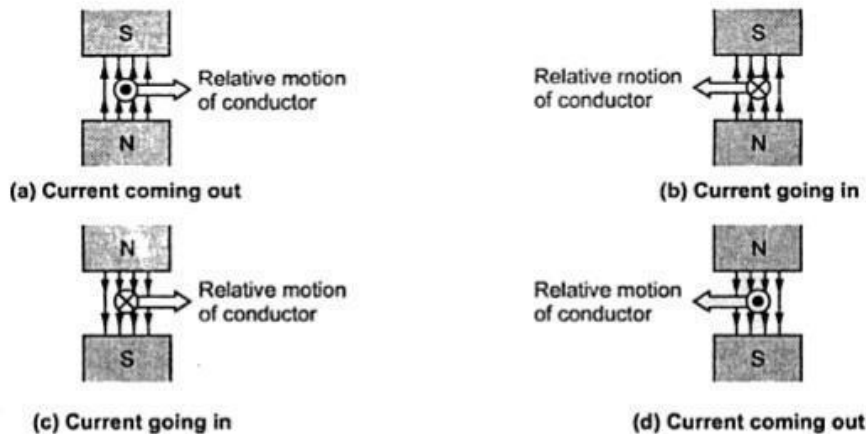 S
Relative motion
of conductor
N
(a) Current coming out
S
Relative motion
of conductor
N
(b) Current going in
N
Relative motion
of conductor
S
(c) Current going in
N
Relative motion
of conductor
S
(d) Current coming out